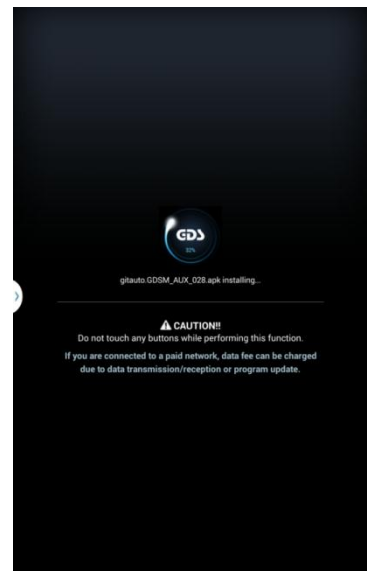 GDS
32%
gitauto.GDSM_AUX_028.apk installing...
CAUTION!!
Do not touch any buttons while performing this function.
If you are connected to a paid network, data fee can be charged
due to data transmission/reception or program update.